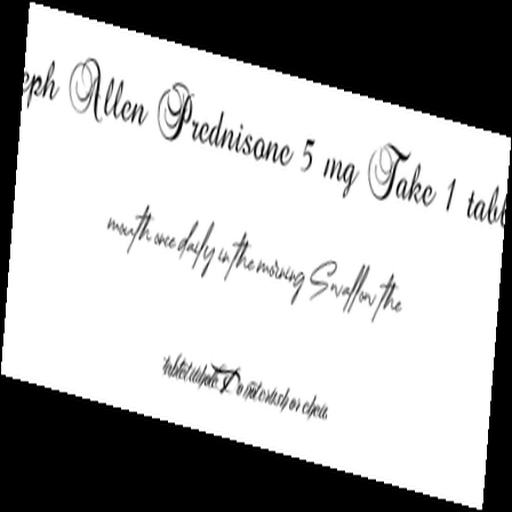 eph Allen Prednisone 5 mg Take 1 tabl
mouth once daily in the morning Swallow the
tablet whole. Do not crush or chew